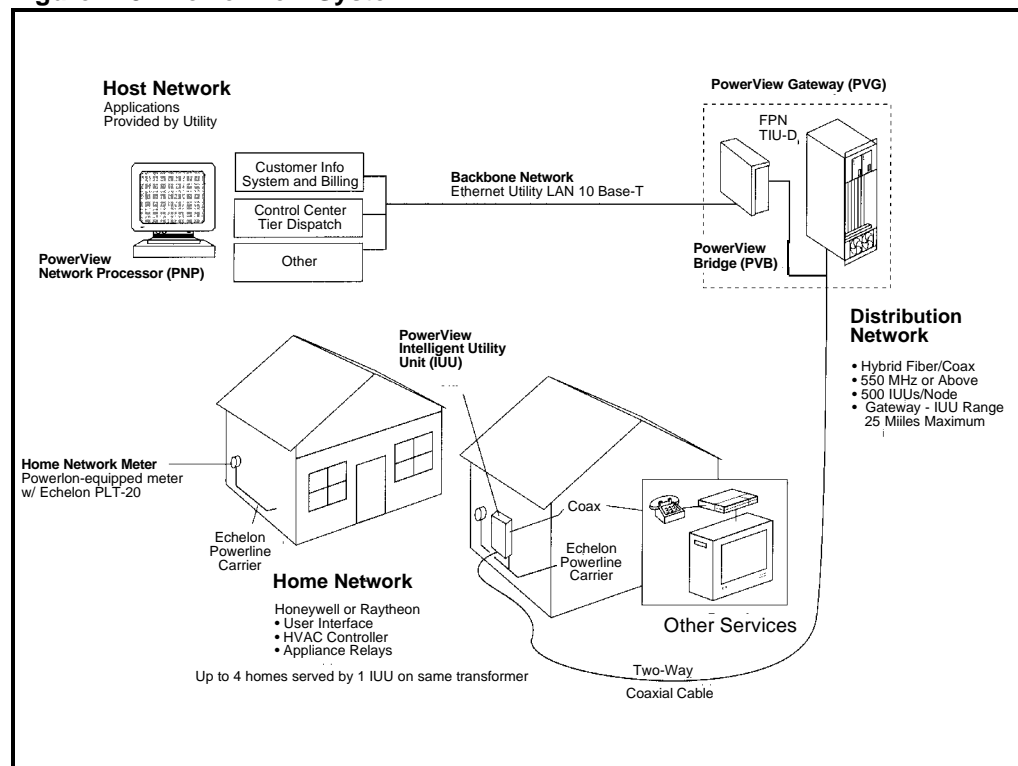 Host Network
Applications
Provided by Utility
PowerView
Network Processor (PNP)
Customer Info
System and Billing
Control Center
Tier Dispatch
Other
Backbone Network
Ethernet Utility LAN 10 Base-T
PowerView Gateway (PVG)
FPN
TIU-D
PowerView
Bridge (PVB)
Distribution
Network
• Hybrid Fiber/Coax
• 550 MHz or Above
• 500 IUUs/Node
• Gateway - IUU Range
25 Miiles Maximum
PowerView
Intelligent Utility
Unit (IUU)
Home Network Meter
Powerlon-equipped meter
w/ Echelon PLT-20
Echelon
Powerline
Carrier
Home Network
Honeywell or Raytheon
• User Interface
• HVAC Controller
• Appliance Relays
Up to 4 homes served by 1 IUU on same transformer
Coax
Echelon
Powerline
Carrier
Other Services
Two-Way
Coaxial Cable